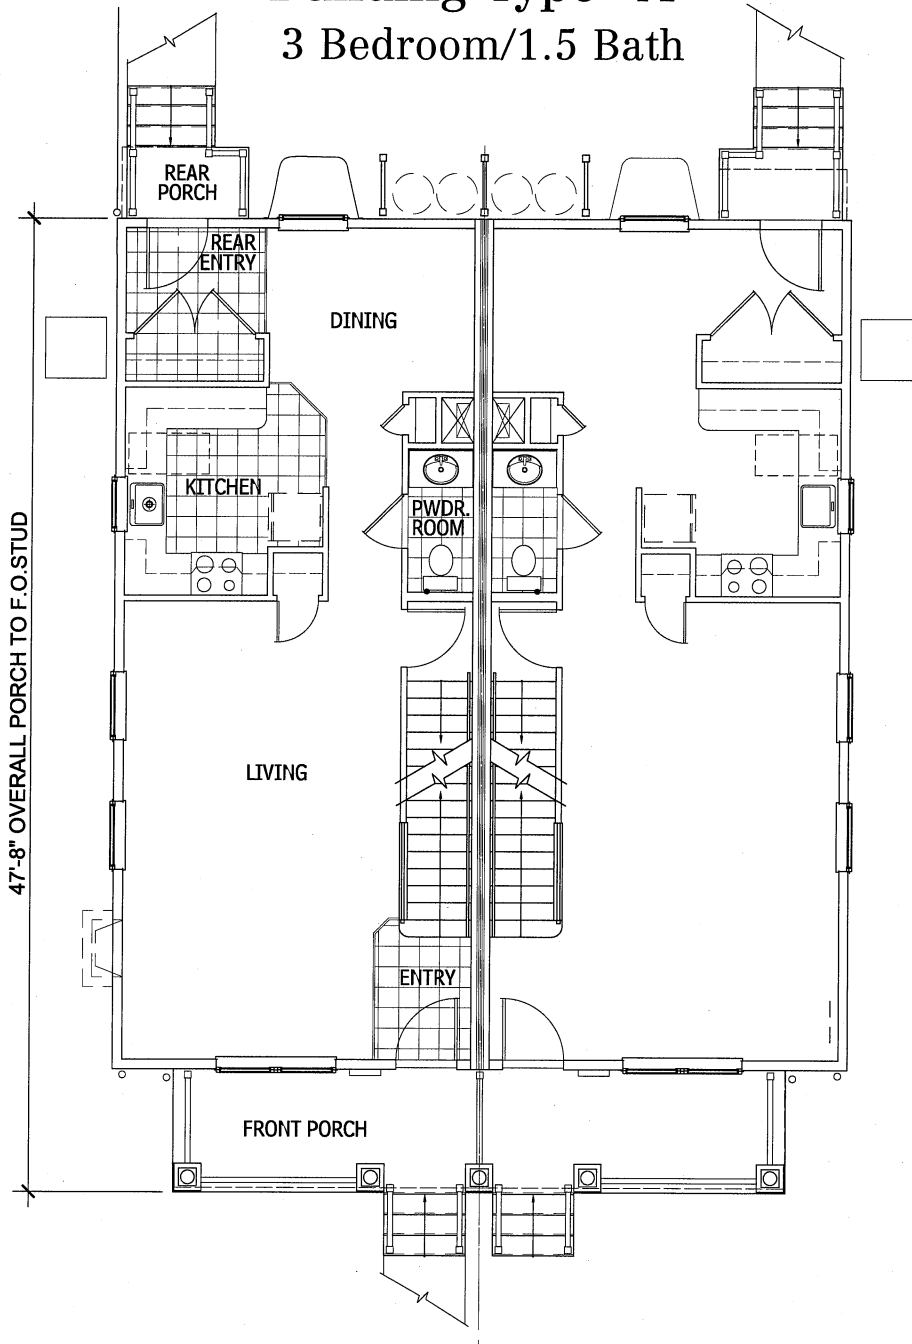 3 Bedroom/1.5 Bath
REAR
PORCH
REAR
ENTRY
DINING
KITCHEN
PWDR.
ROOM
47'-8" OVERALL PORCH TO F.O.STUD
LIVING
ENTRY
FRONT PORCH